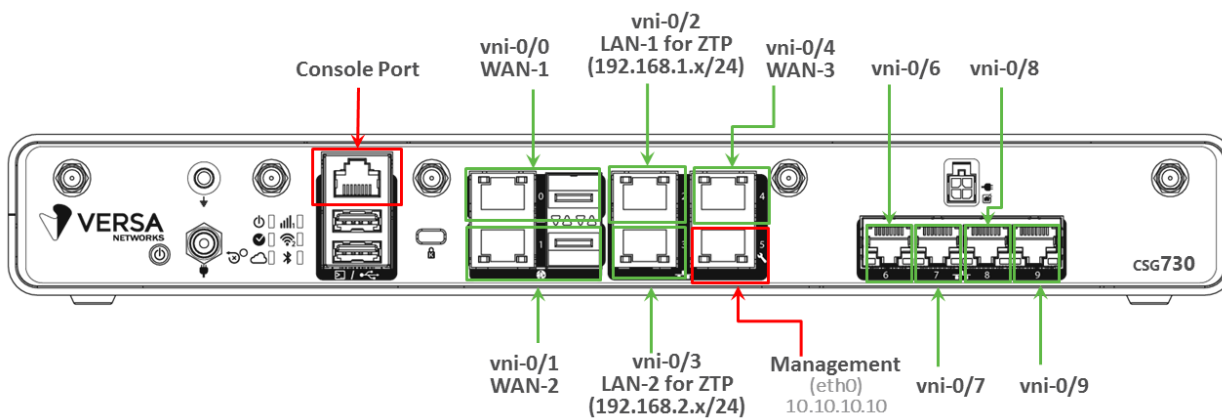 vni-0/0
WAN-1
vni-0/2
LAN-1 for ZTP
(192.168.1.x/24)
vni-0/4
WAN-3
Console Port
vni-0/6
vni-0/8
VERSA
NETWORKS
0
1
2
3
4
5
6
7
8
9
CSG730
vni-0/1
WAN-2
vni-0/3
LAN-2 for ZTP
(192.168.2.x/24)
Management
(eth0)
10.10.10.10
vni-0/7
vni-0/9